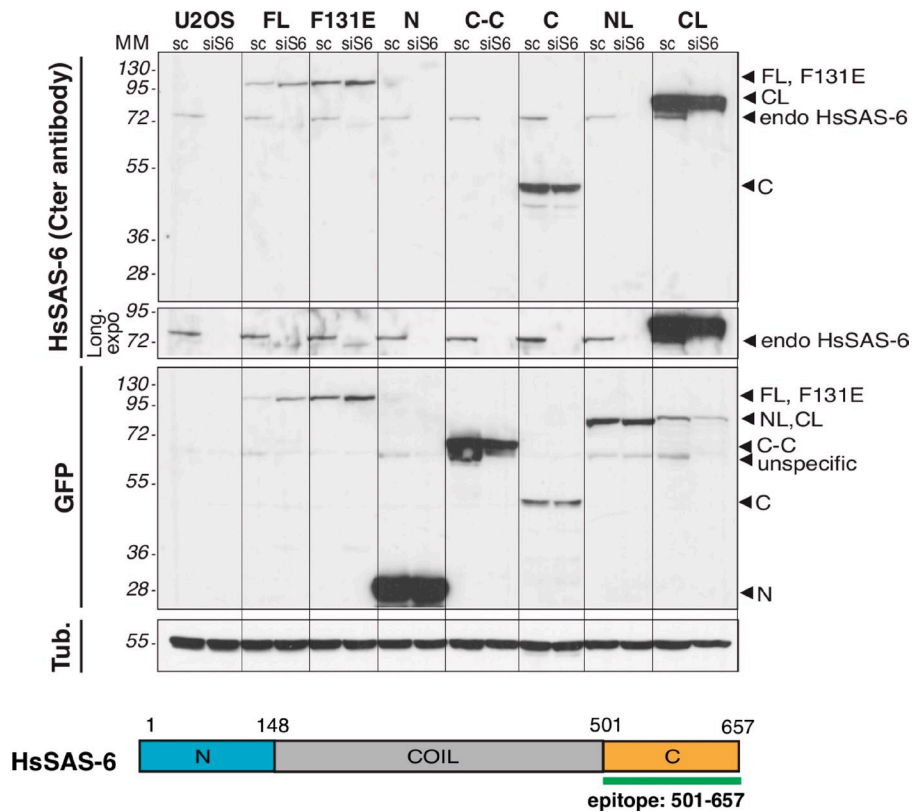 U2OS FL F131E N C-C C NL CL
MM sc siS6 sc siS6 sc siS6 sc siS6 sc siS6 sc siS6 sc siS6 sc siS6
HsSAS-6 (Cter antibody)
130-
95-
72-
55-
36-
28-
FL, F131E
CL
endo HsSAS-6
C
Long.
expo
95-
72-
endo HsSAS-6
GFP
130-
95-
72-
55-
36-
28-
FL, F131E
NL,CL
C-C
unspecific
C
N
Tub.
55-
1 148 501 657
HsSAS-6 N COIL C
epitope: 501-657